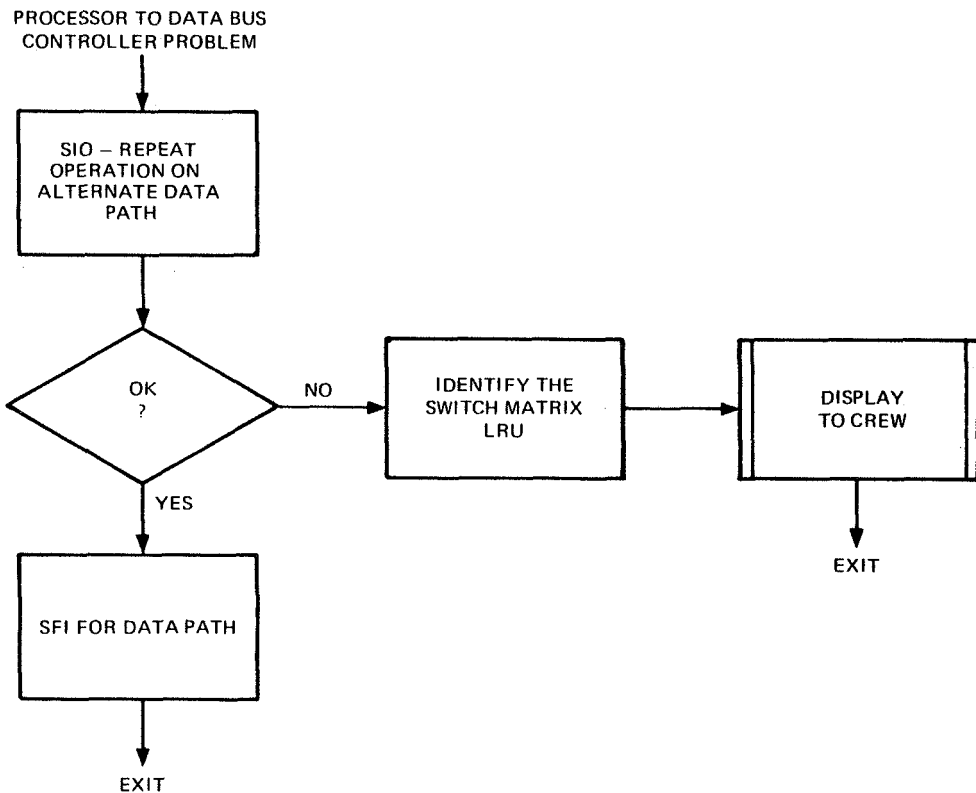 PROCESSOR TO DATA BUS
CONTROLLER PROBLEM
SIO – REPEAT
OPERATION ON
ALTERNATE DATA
PATH
OK
?
NO
IDENTIFY THE
SWITCH MATRIX
LRU
DISPLAY
TO CREW
YES
EXIT
SFI FOR DATA PATH
EXIT